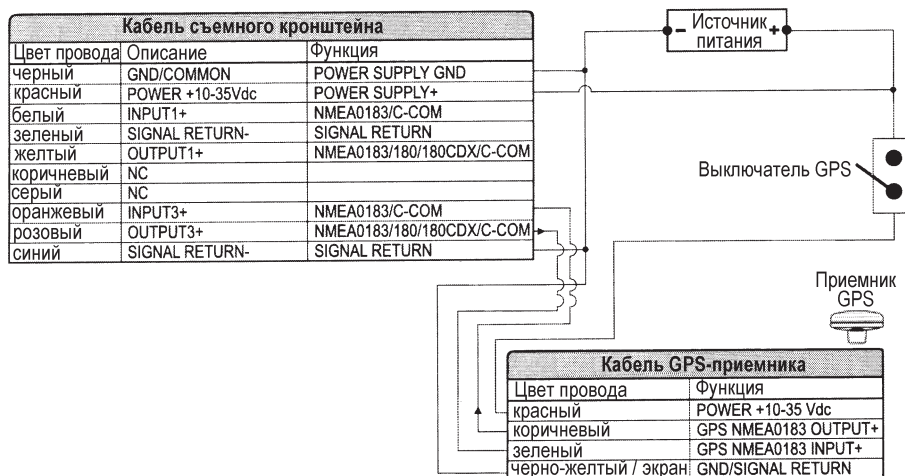 Кабель съемного кронштейна
Цвет провода Описание Функция
черный GND/COMMON POWER SUPPLY GND
красный POWER +10-35Vdc POWER SUPPLY+
белый INPUT1+ NMEA0183/C-COM
зеленый SIGNAL RETURN- SIGNAL RETURN
желтый OUTPUT1+ NMEA0183/180/180CDX/C-COM
коричневый NC
серый NC
оранжевый INPUT3+ NMEA0183/C-COM
розовый OUTPUT3+ NMEA0183/180/180CDX/C-COM
синий SIGNAL RETURN- SIGNAL RETURN
- Источник +
питания
Выключатель GPS
Приемник
GPS
Кабель GPS-приемника
Цвет провода Функция
красный POWER +10-35 Vdc
коричневый GPS NMEA0183 OUTPUT+
зеленый GPS NMEA0183 INPUT+
черно-желтый / экран GND/SIGNAL RETURN